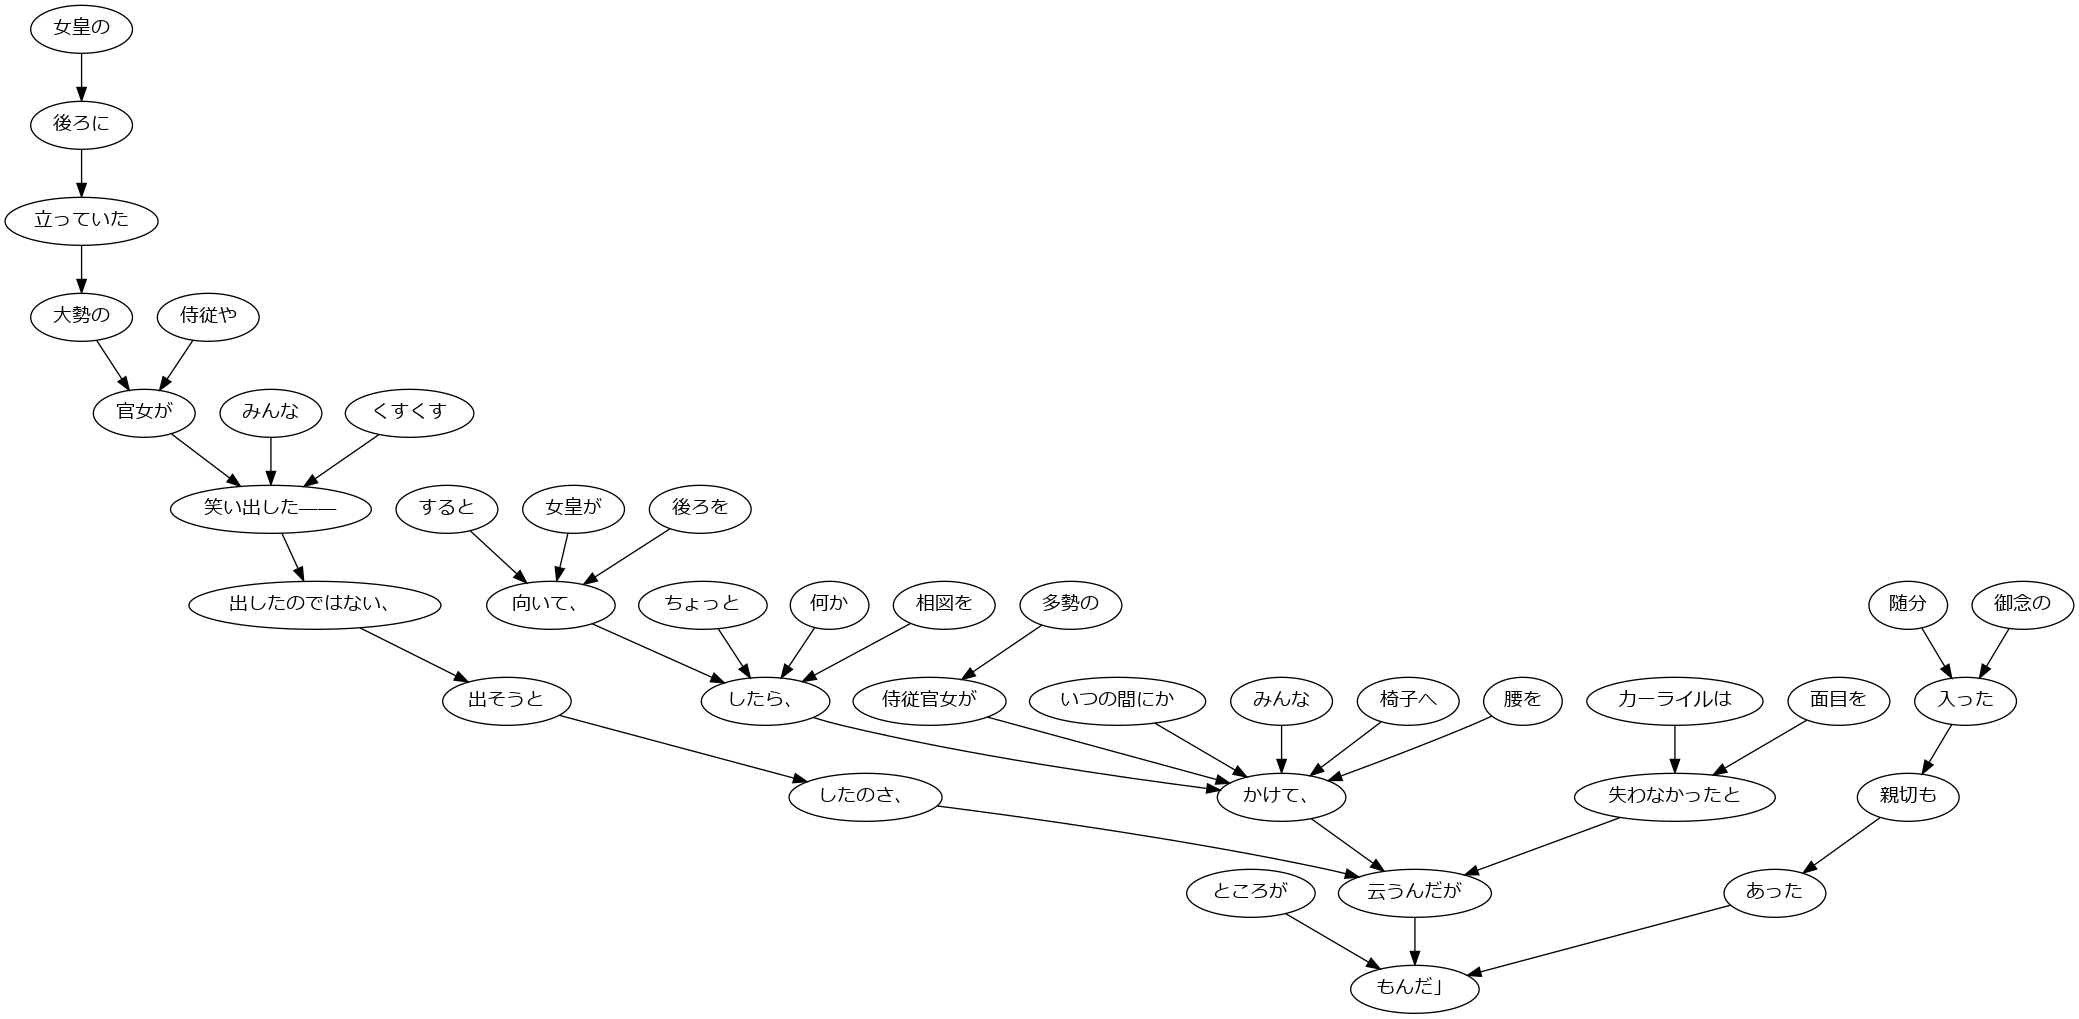 女皇の
後ろに
立っていた
大勢の
侍従や
官女が
みんな
くすくす
笑い出した――
すると
女皇が
後ろを
出したのではない、
向いて、
ちょっと
何か
相図を
多勢の
随分
御念の
出そうと
したら、
侍従官女が
いつの間にか
みんな
椅子へ
腰を
カーライルは
面目を
入った
したのさ、
かけて、
失わなかったと
親切も
ところが
云うんだが
あった
もんだ」